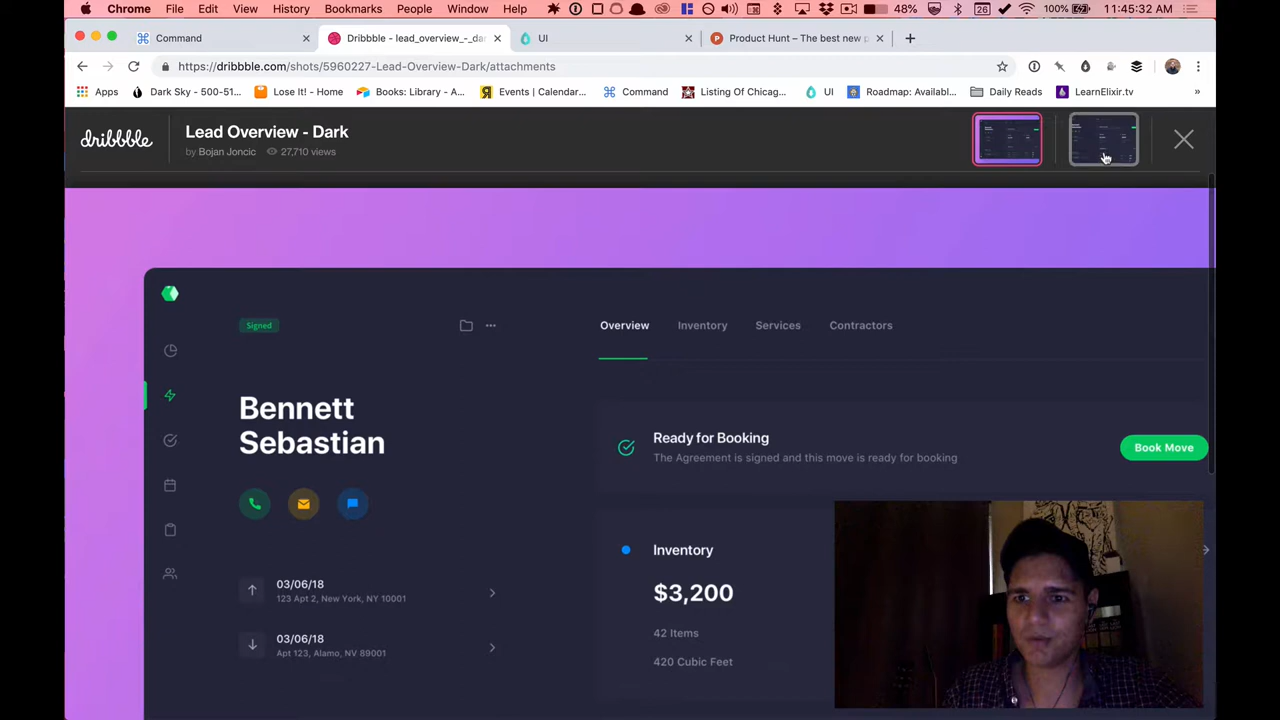 Chrome File Edit View History Bookmarks People Window Help 48% 26 100% 11:45:32 AM
Command
Dribbble - lead_overview_-_da
UI
Product Hunt – The best new p
https://dribbble.com/shots/5960227-Lead-Overview-Dark/attachments
Apps Dark Sky - 500-51... Lose It! - Home Books: Library - A... Events | Calendar... Command Listing Of Chicag... UI Roadmap: Availabl... Daily Reads LearnElixir.tv »
dribbble
Lead Overview - Dark
by Bojan Joncic 27,710 views
Signed
Overview Inventory Services Contractors
Bennett
Sebastian
Ready for Booking
The Agreement is signed and this move is ready for booking
Book Move
Inventory
$3,200
42 Items
420 Cubic Feet
03/06/18
123 Apt 2, New York, NY 10001
03/06/18
Apt 123, Alamo, NV 89001